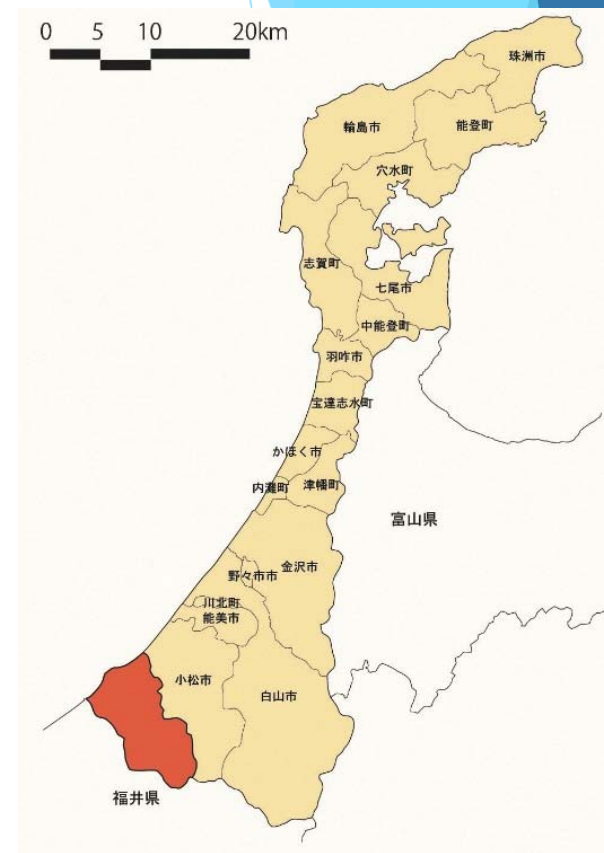 0 5 10 20km
珠洲市
輪島市
能登町
穴水町
志賀町
七尾市
中能登町
羽咋市
宝達志水町
かほく市
内灘町
津幡町
富山県
金沢市
野々市市
川北町
能美市
小松市
白山市
福井県